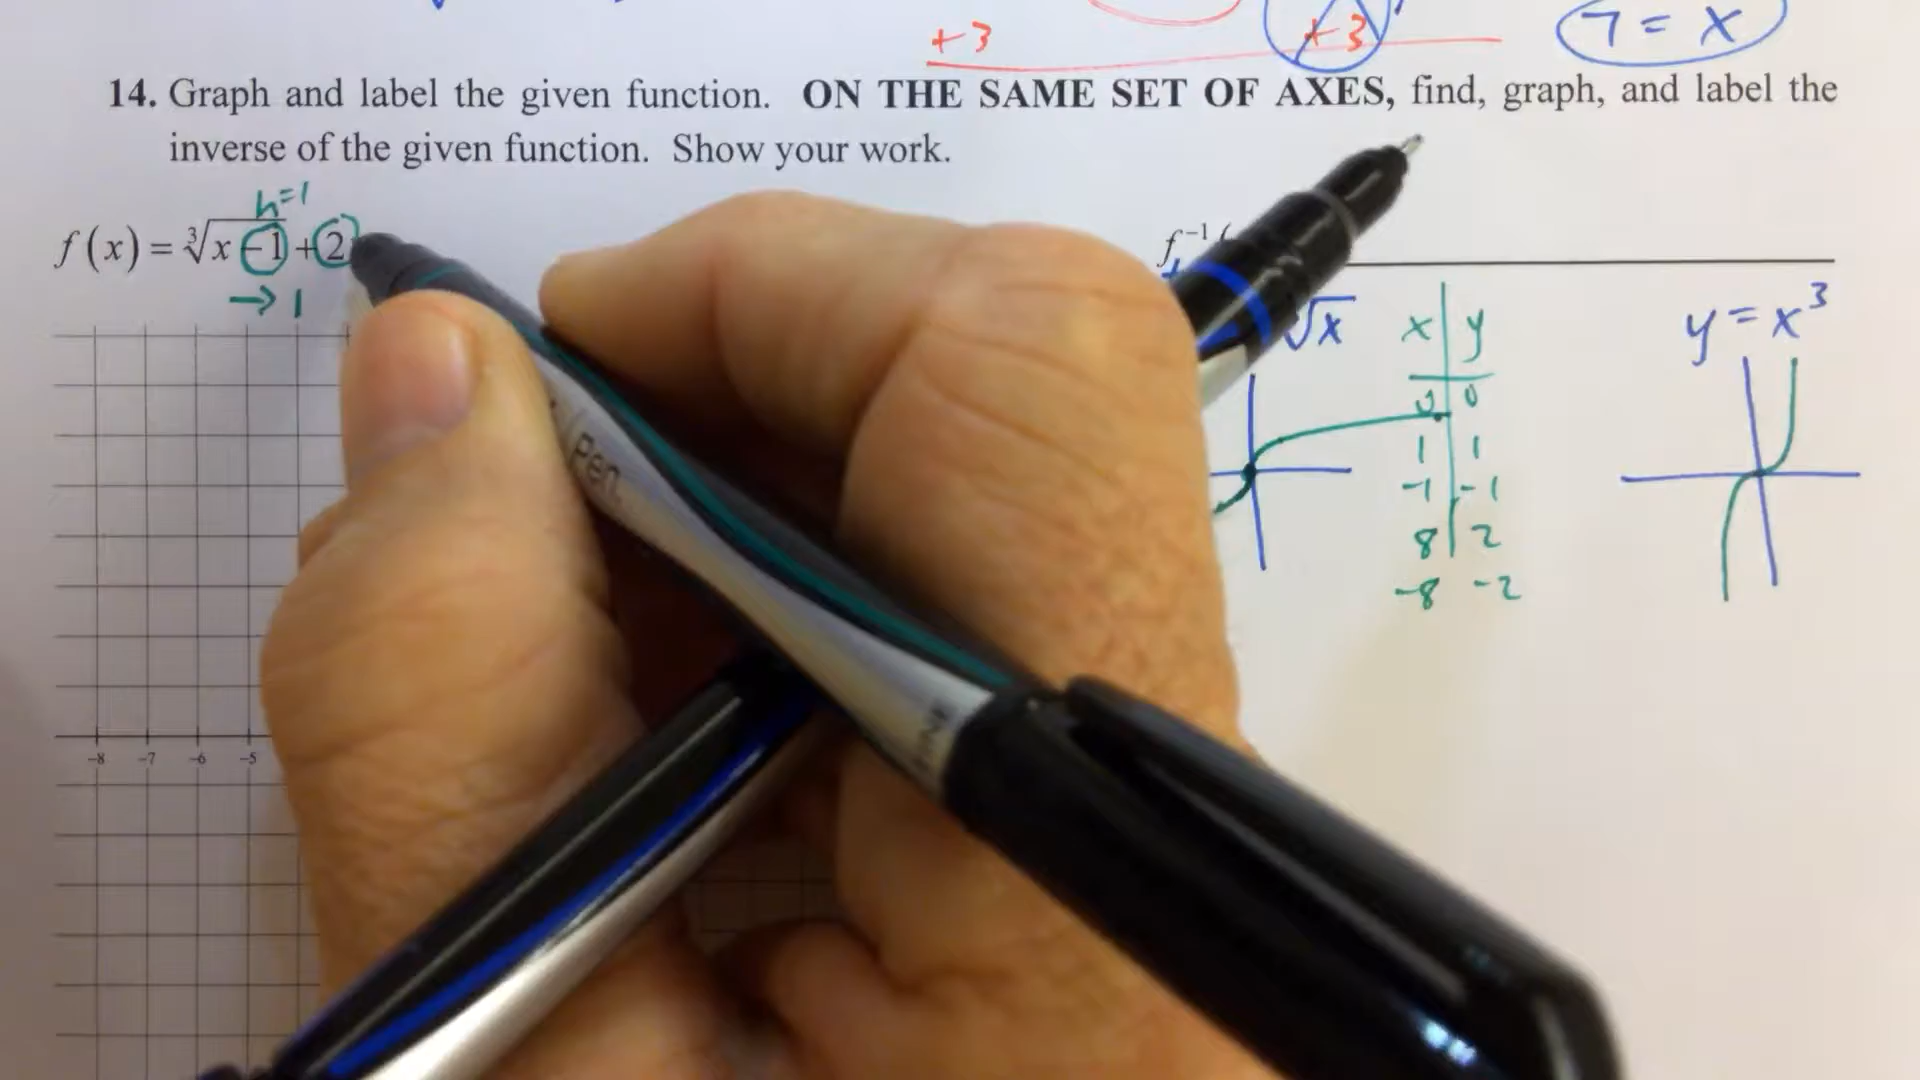 +3 +3 7 = x
14. Graph and label the given function. ON THE SAME SET OF AXES, find, graph, and label the
inverse of the given function. Show your work.
h=1
f(x) = ∛x −1 + 2
→ 1
f⁻¹(
√x
x y
0 0
1 1
-1 -1
8 2
-8 -2
y = x³
-8 -7 -6 -5
Pen
FINE